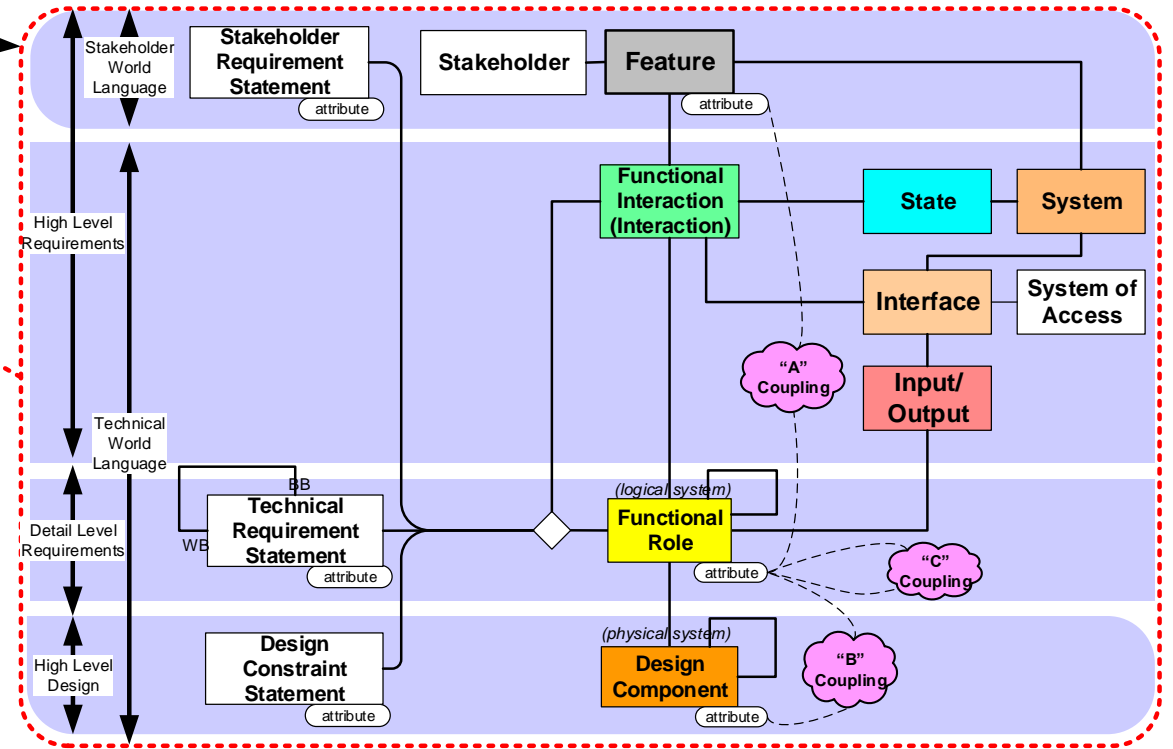 Stakeholder
World
Language
Stakeholder
Requirement
Statement
attribute
Stakeholder
Feature
attribute
High Level
Requirements
Functional
Interaction
(Interaction)
State
System
Interface
System of
Access
“A”
Coupling
Input/
Output
Technical
World
Language
Detail Level
Requirements
BB
WB
Technical
Requirement
Statement
attribute
(logical system)
Functional
Role
attribute
“C”
Coupling
High Level
Design
Design
Constraint
Statement
attribute
(physical system)
Design
Component
attribute
“B”
Coupling